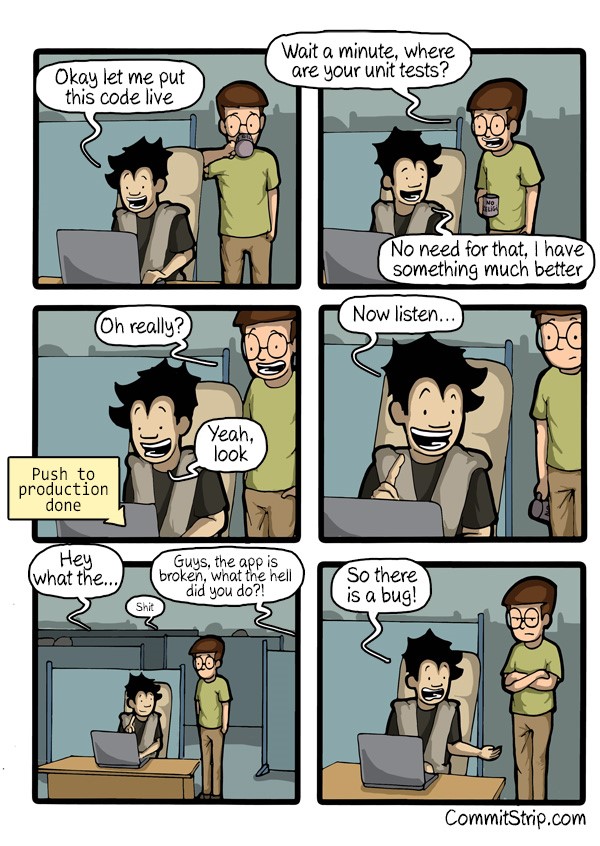 Okay let me put
this code live
Wait a minute, where
are your unit tests?
NO
No need for that, I have
something much better
Oh really?
Yeah,
look
Push to
production
done
Now listen...
Hey
what the...
Shit
Guys, the app is
broken, what the hell
did you do?!
So there
is a bug!
CommitStrip.com